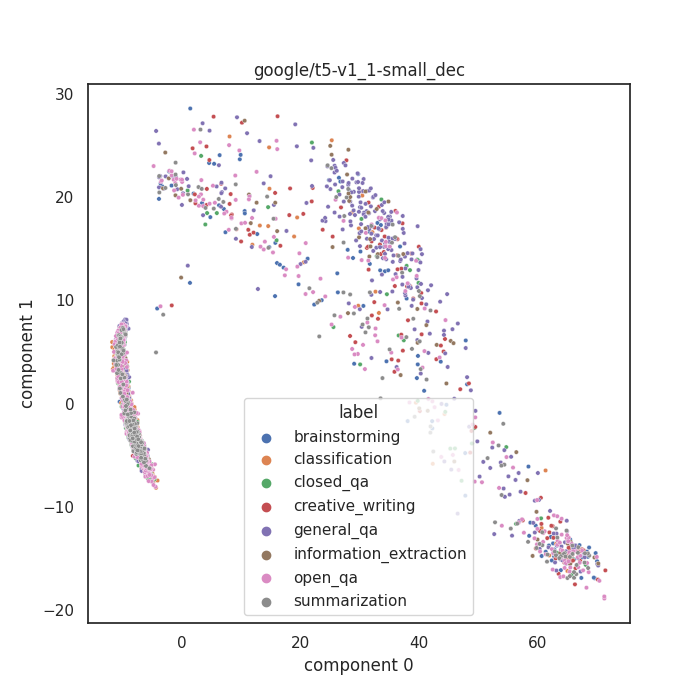 google/t5-v1_1-small_dec
30
20
10
0
−10
−20
component 1
label
brainstorming
classification
closed_qa
creative_writing
general_qa
information_extraction
open_qa
summarization
0
20
40
60
component 0